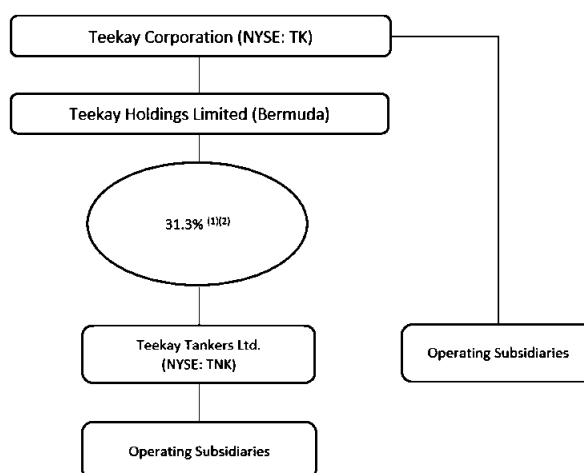 Teekay Corporation (NYSE: TK)
Teekay Holdings Limited (Bermuda)
31.3% (1)(2)
Teekay Tankers Ltd.
(NYSE: TNK)
Operating Subsidiaries
Operating Subsidiaries